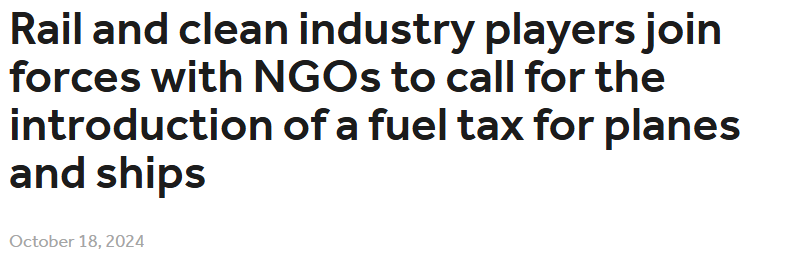 Rail and clean industry players join
forces with NGOs to call for the
introduction of a fuel tax for planes
and ships
October 18, 2024